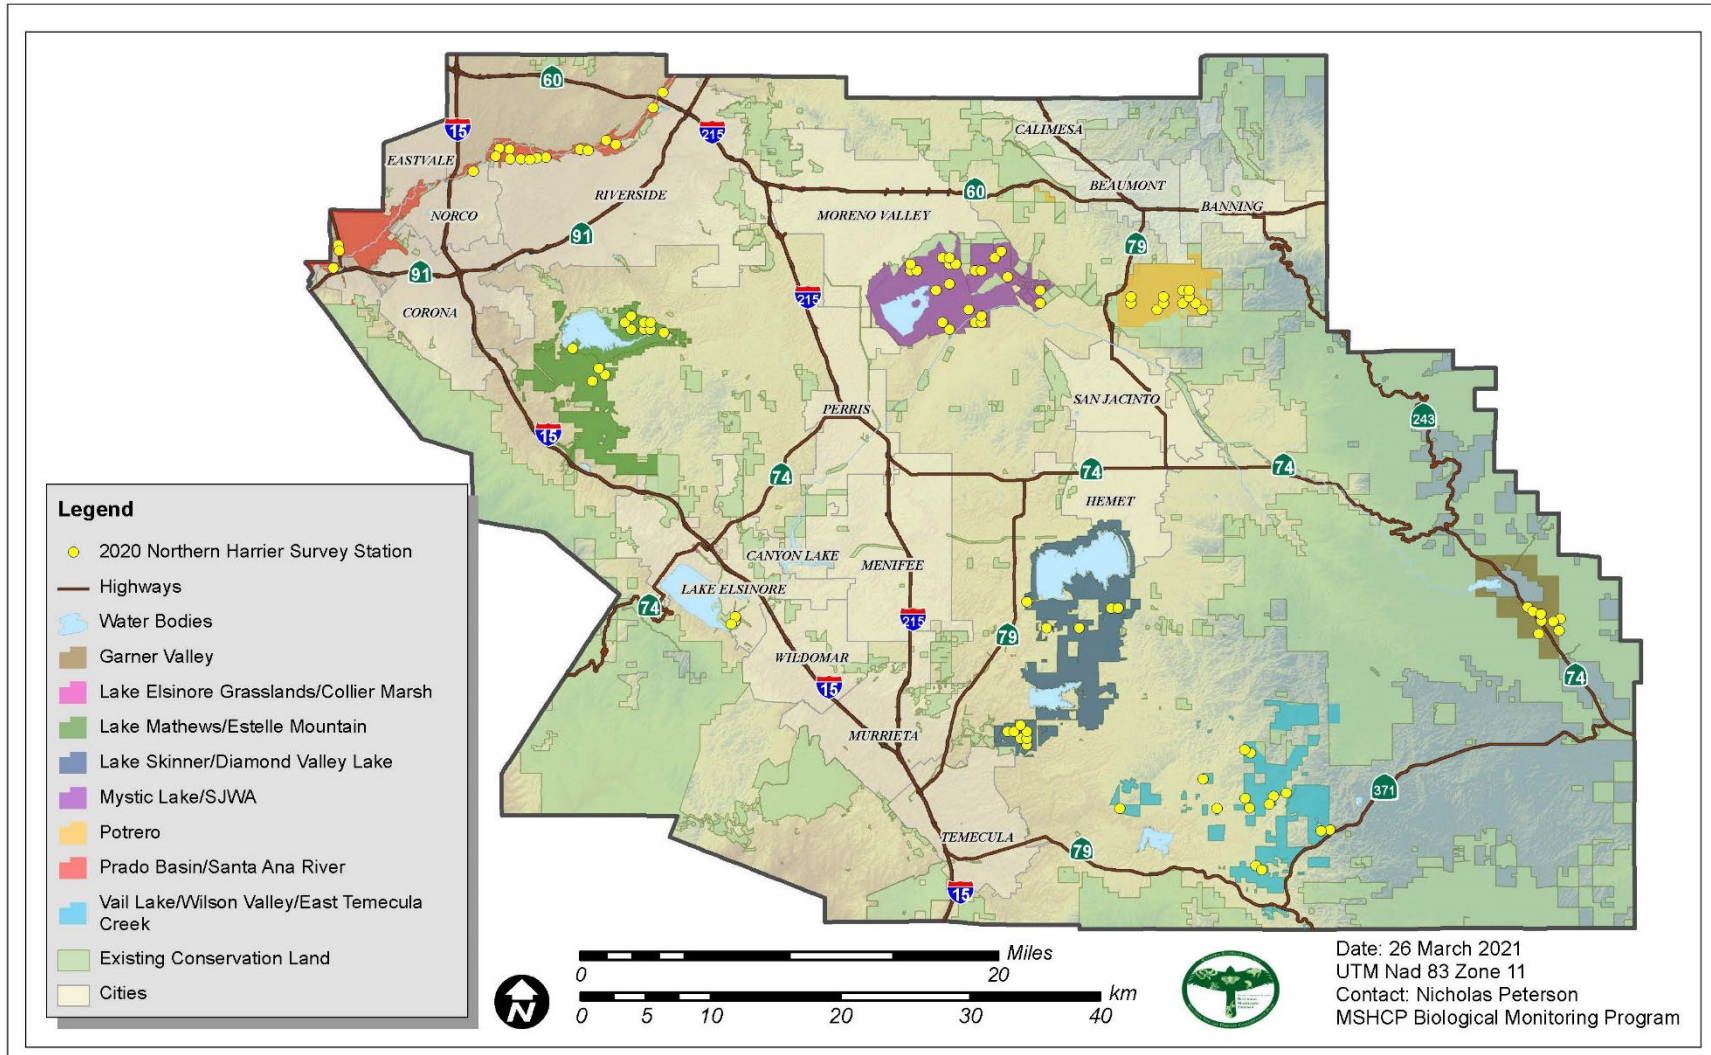 60
15
215
CALIMESA
EASTVALE
BEAUMONT
60
RIVERSIDE
BANNING
NORCO
MORENO VALLEY
91
79
91
215
CORONA
SAN JACINTO
PERRIS
243
15
74
74
74
HEMET
CANYON LAKE
MENIFEE
LAKE ELSINORE
74
215
79
WILDOMAR
74
15
MURRIETA
371
TEMECULA
79
15
Legend
2020 Northern Harrier Survey Station
Highways
Water Bodies
Garner Valley
Lake Elsinore Grasslands/Collier Marsh
Lake Mathews/Estelle Mountain
Lake Skinner/Diamond Valley Lake
Mystic Lake/SJWA
Potrero
Prado Basin/Santa Ana River
Vail Lake/Wilson Valley/East Temecula
Creek
Existing Conservation Land
Cities
N
Miles
0 20
km
0 5 10 20 30 40
Date: 26 March 2021
UTM Nad 83 Zone 11
Contact: Nicholas Peterson
MSHCP Biological Monitoring Program